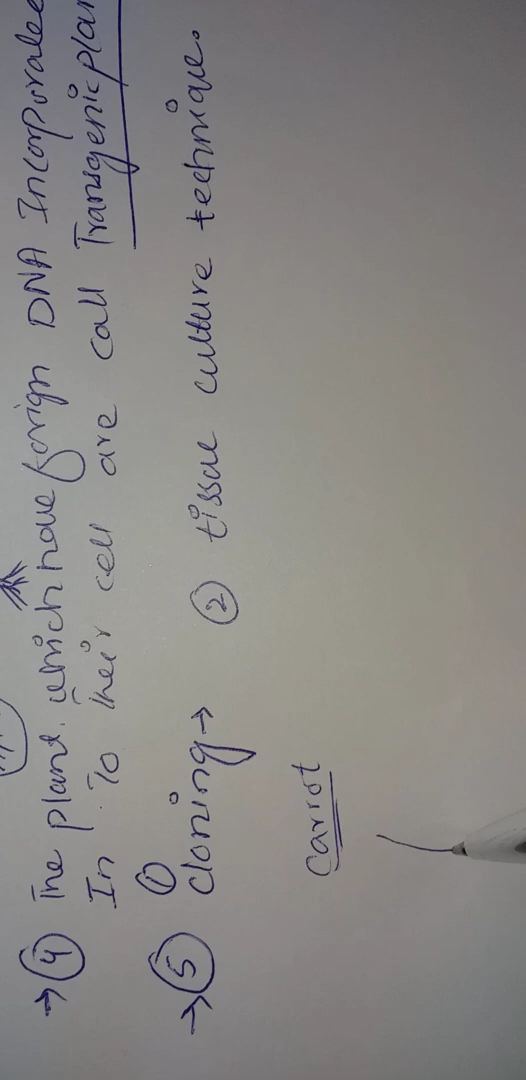 → ④ The plant which have forign DNA Incorporate
In To their cell are call Transgenic plan
→ ⑤ ① Cloning → ② tissue culture technique.
Carrot